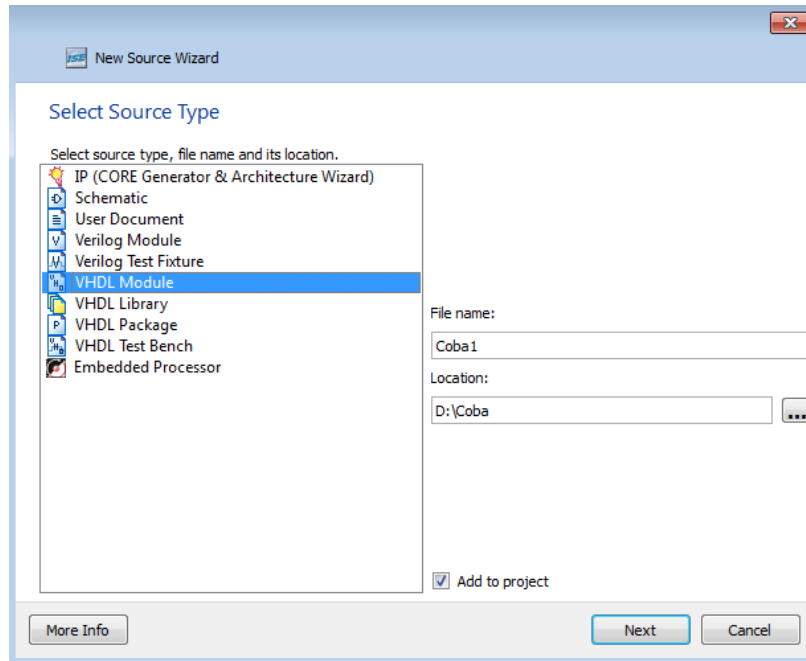 ISE New Source Wizard
Select Source Type
Select source type, file name and its location.
IP (CORE Generator & Architecture Wizard)
Schematic
User Document
Verilog Module
Verilog Test Fixture
VHDL Module
VHDL Library
VHDL Package
VHDL Test Bench
Embedded Processor
File name:
Coba1
Location:
D:\Coba
...
Add to project
More Info
Next
Cancel